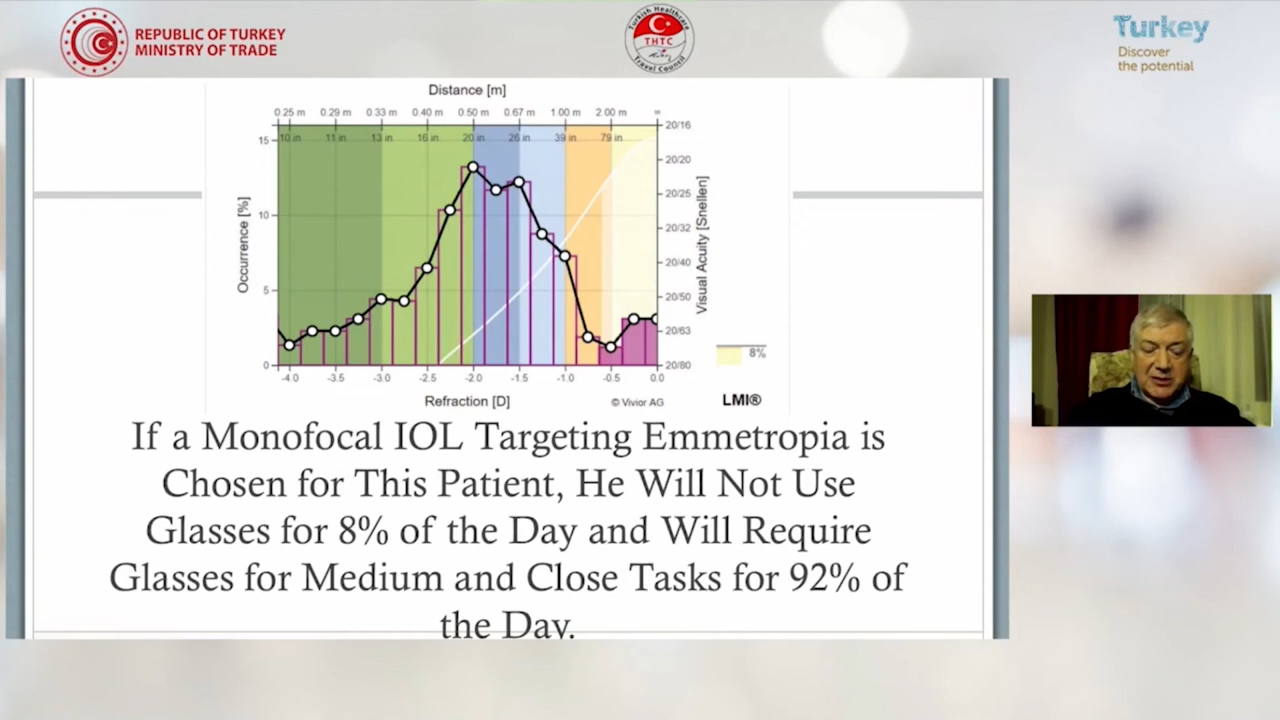 REPUBLIC OF TURKEY
MINISTRY OF TRADE
Turkish Healthcare
THTC
Travel Council
Turkey
Discover
the potential
Distance [m]
0.25 m 0.29 m 0.33 m 0.40 m 0.50 m 0.67 m 1.00 m 2.00 m ∞
10 in 11 in 13 in 16 in 20 in 26 in 39 in 79 in
Occurrence [%]
15
10
5
0
20/16
20/20
20/25
20/32
20/40
20/50
20/63
20/80
Visual Acuity [Snellen]
-4.0 -3.5 -3.0 -2.5 -2.0 -1.5 -1.0 -0.5 0.0
Refraction [D]
© Vivior AG
8%
LMI®
If a Monofocal IOL Targeting Emmetropia is
Chosen for This Patient, He Will Not Use
Glasses for 8% of the Day and Will Require
Glasses for Medium and Close Tasks for 92% of
the Day.